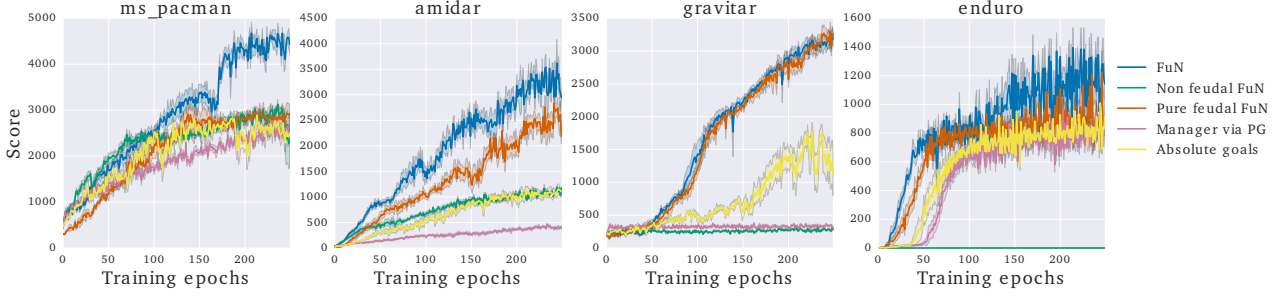 ms_pacman
amidar
gravitar
enduro
Score
5000
4000
3000
2000
1000
0
0 50 100 150 200
Training epochs
4500
4000
3500
3000
2500
2000
1500
1000
500
0
0 50 100 150 200
Training epochs
3500
3000
2500
2000
1500
1000
500
0
0 50 100 150 200
Training epochs
1600
1400
1200
1000
800
600
400
200
0
0 50 100 150 200
Training epochs
FuN
Non feudal FuN
Pure feudal FuN
Manager via PG
Absolute goals